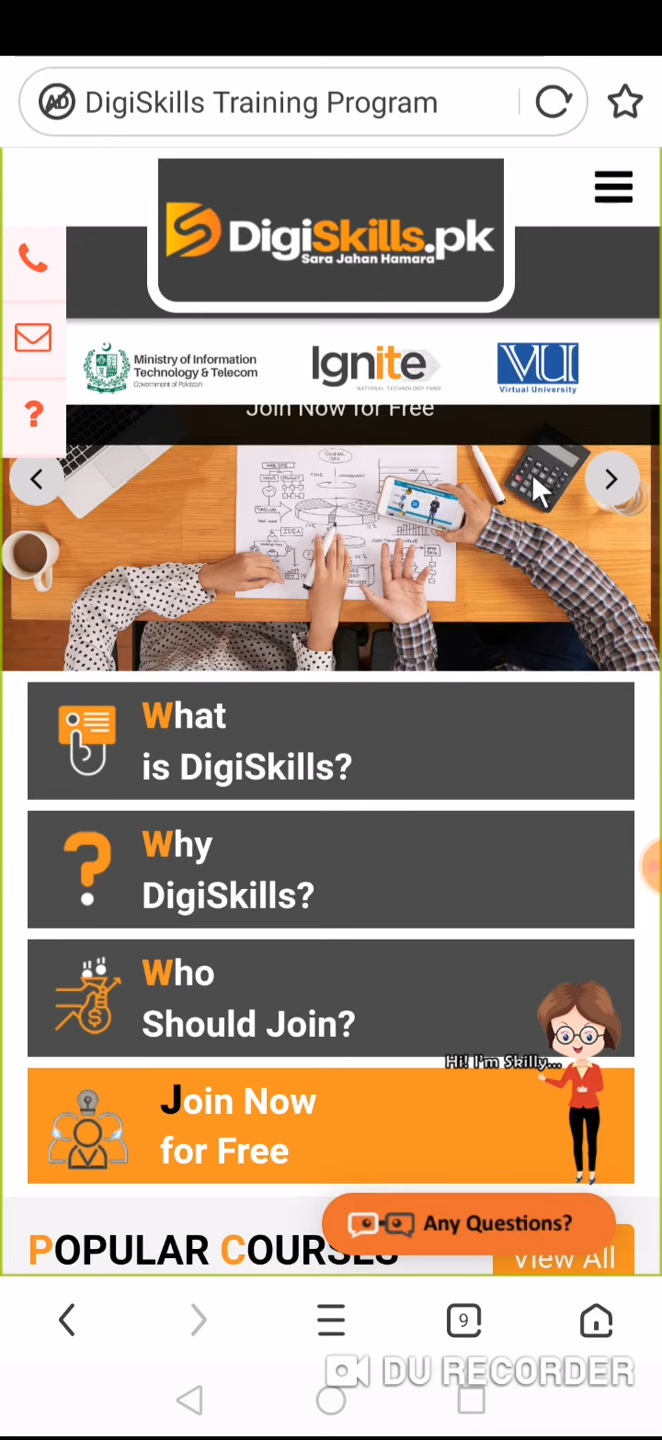 DigiSkills Training Program
DigiSkills.pk
Sara Jahan Hamara
Ministry of Information
Technology & Telecom
Government of Pakistan
Ignite
NATIONAL TECHNOLOGY FUND
VU
Virtual University
Join Now for Free
What
is DigiSkills?
Why
DigiSkills?
Who
Should Join?
Hi! I'm Skilly...
Join Now
for Free
Any Questions?
POPULAR COURSES
View All
9
DU RECORDER